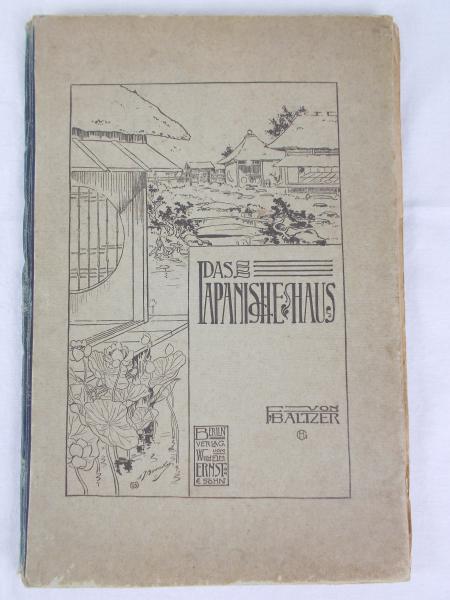 DAS
JAPANISCHE HAUS
VON
F. BALTZER
BERLIN
VERLAG
VON
WILHELM
ERNST
& SOHN